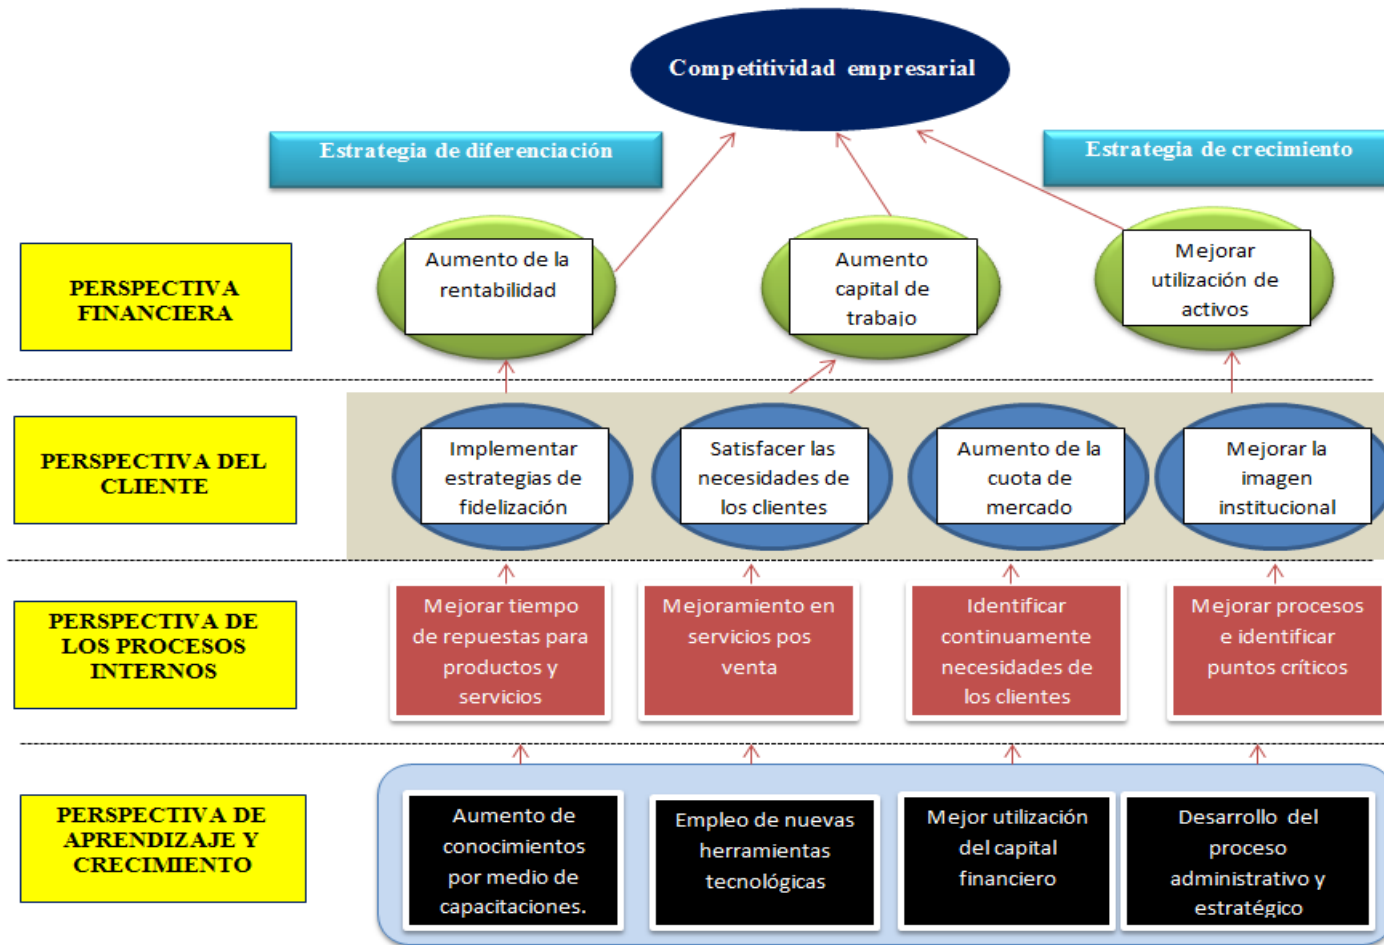 Competitividad empresarial
Estrategia de diferenciación
Estrategia de crecimiento
PERSPECTIVA
FINANCIERA
Aumento de la
rentabilidad
Aumento
capital de
trabajo
Mejorar
utilización de
activos
PERSPECTIVA DEL
CLIENTE
Implementar
estrategias de
fidelización
Satisfacer las
necesidades de
los clientes
Aumento de la
cuota de
mercado
Mejorar la
imagen
institucional
PERSPECTIVA DE
LOS PROCESOS
INTERNOS
Mejorar tiempo
de repuestas para
productos y
servicios
Mejoramiento en
servicios pos
venta
Identificar
continuamente
necesidades de
los clientes
Mejorar procesos
e identificar
puntos críticos
PERSPECTIVA DE
APRENDIZAJE Y
CRECIMIENTO
Aumento de
conocimientos
por medio de
capacitaciones.
Empleo de nuevas
herramientas
tecnológicas
Mejor utilización
del capital
financiero
Desarrollo del
proceso
administrativo y
estratégico